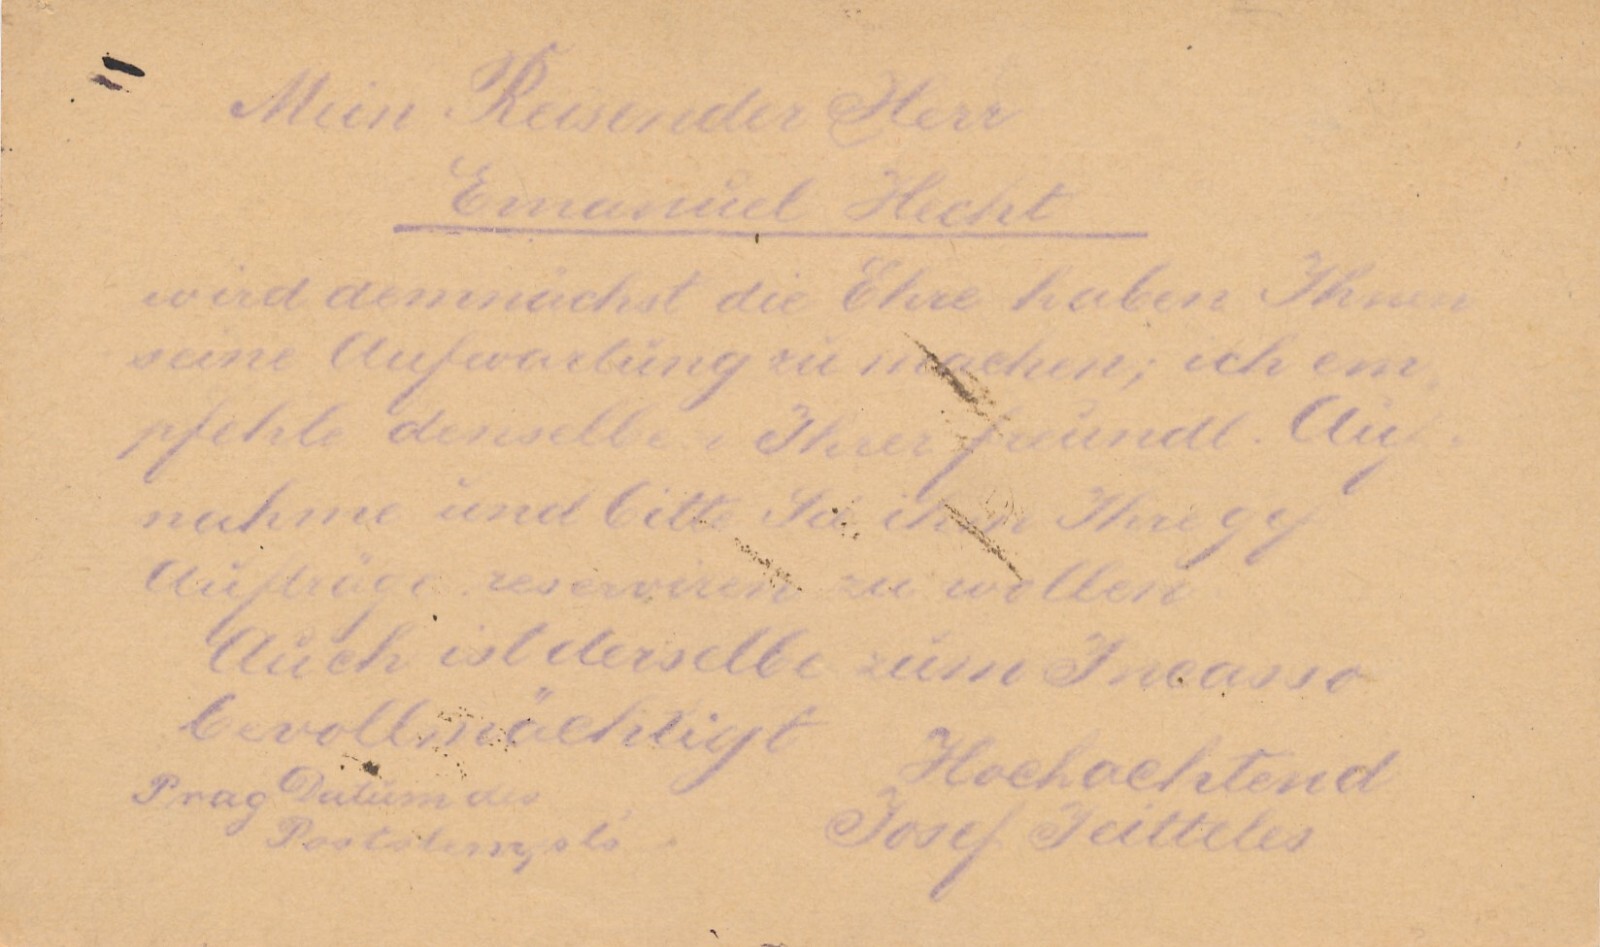 Mein Reisender Herr
Emanuel Hecht
wird demnächst die Ehre haben Ihnen
seine Aufwartung zu machen; ich em
pfehle denselben Ihrer freundl. Auf-
nahme und bitte Sie ihm Ihre gef
Aufträge reserviren zu wollen
Auch ist derselbe zum Incasso
bevollmächtigt
Hochachtend
Prag Datum des
Poststempls
Josef Jeitteles